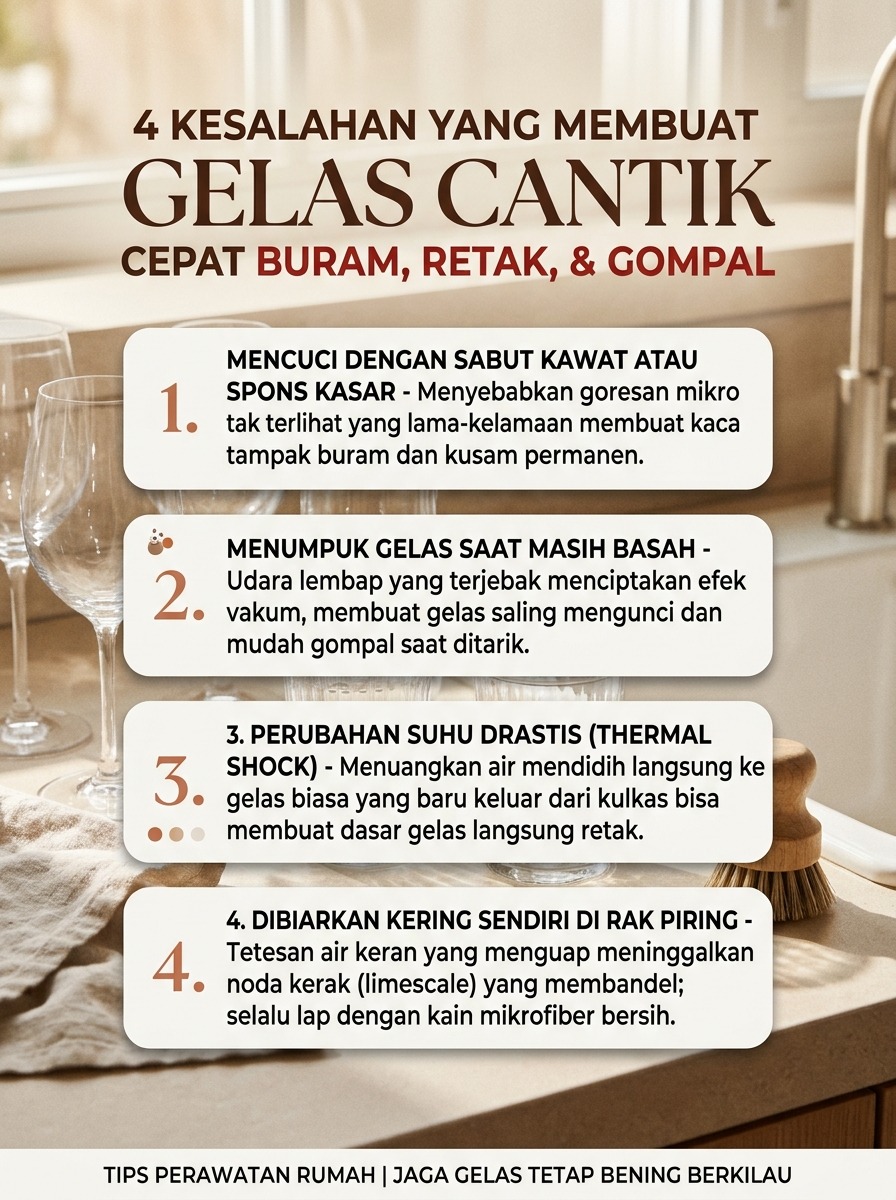 4 KESALAHAN YANG MEMBUAT
GELAS CANTIK
CEPAT BURAM, RETAK, & GOMPAL
1.
MENCUCI DENGAN SABUT KAWAT ATAU
SPONS KASAR - Menyebabkan goresan mikro
tak terlihat yang lama-kelamaan membuat kaca
tampak buram dan kusam permanen.
2.
MENUMPUK GELAS SAAT MASIH BASAH -
Udara lembap yang terjebak menciptakan efek
vakum, membuat gelas saling mengunci dan
mudah gompal saat ditarik.
3.
3. PERUBAHAN SUHU DRASTIS (THERMAL
SHOCK) - Menuangkan air mendidih langsung ke
gelas biasa yang baru keluar dari kulkas bisa
membuat dasar gelas langsung retak.
4.
4. DIBIARKAN KERING SENDIRI DI RAK PIRING -
Tetesan air keran yang menguap meninggalkan
noda kerak (limescale) yang membandel;
selalu lap dengan kain mikrofiber bersih.
TIPS PERAWATAN RUMAH | JAGA GELAS TETAP BENING BERKILAU